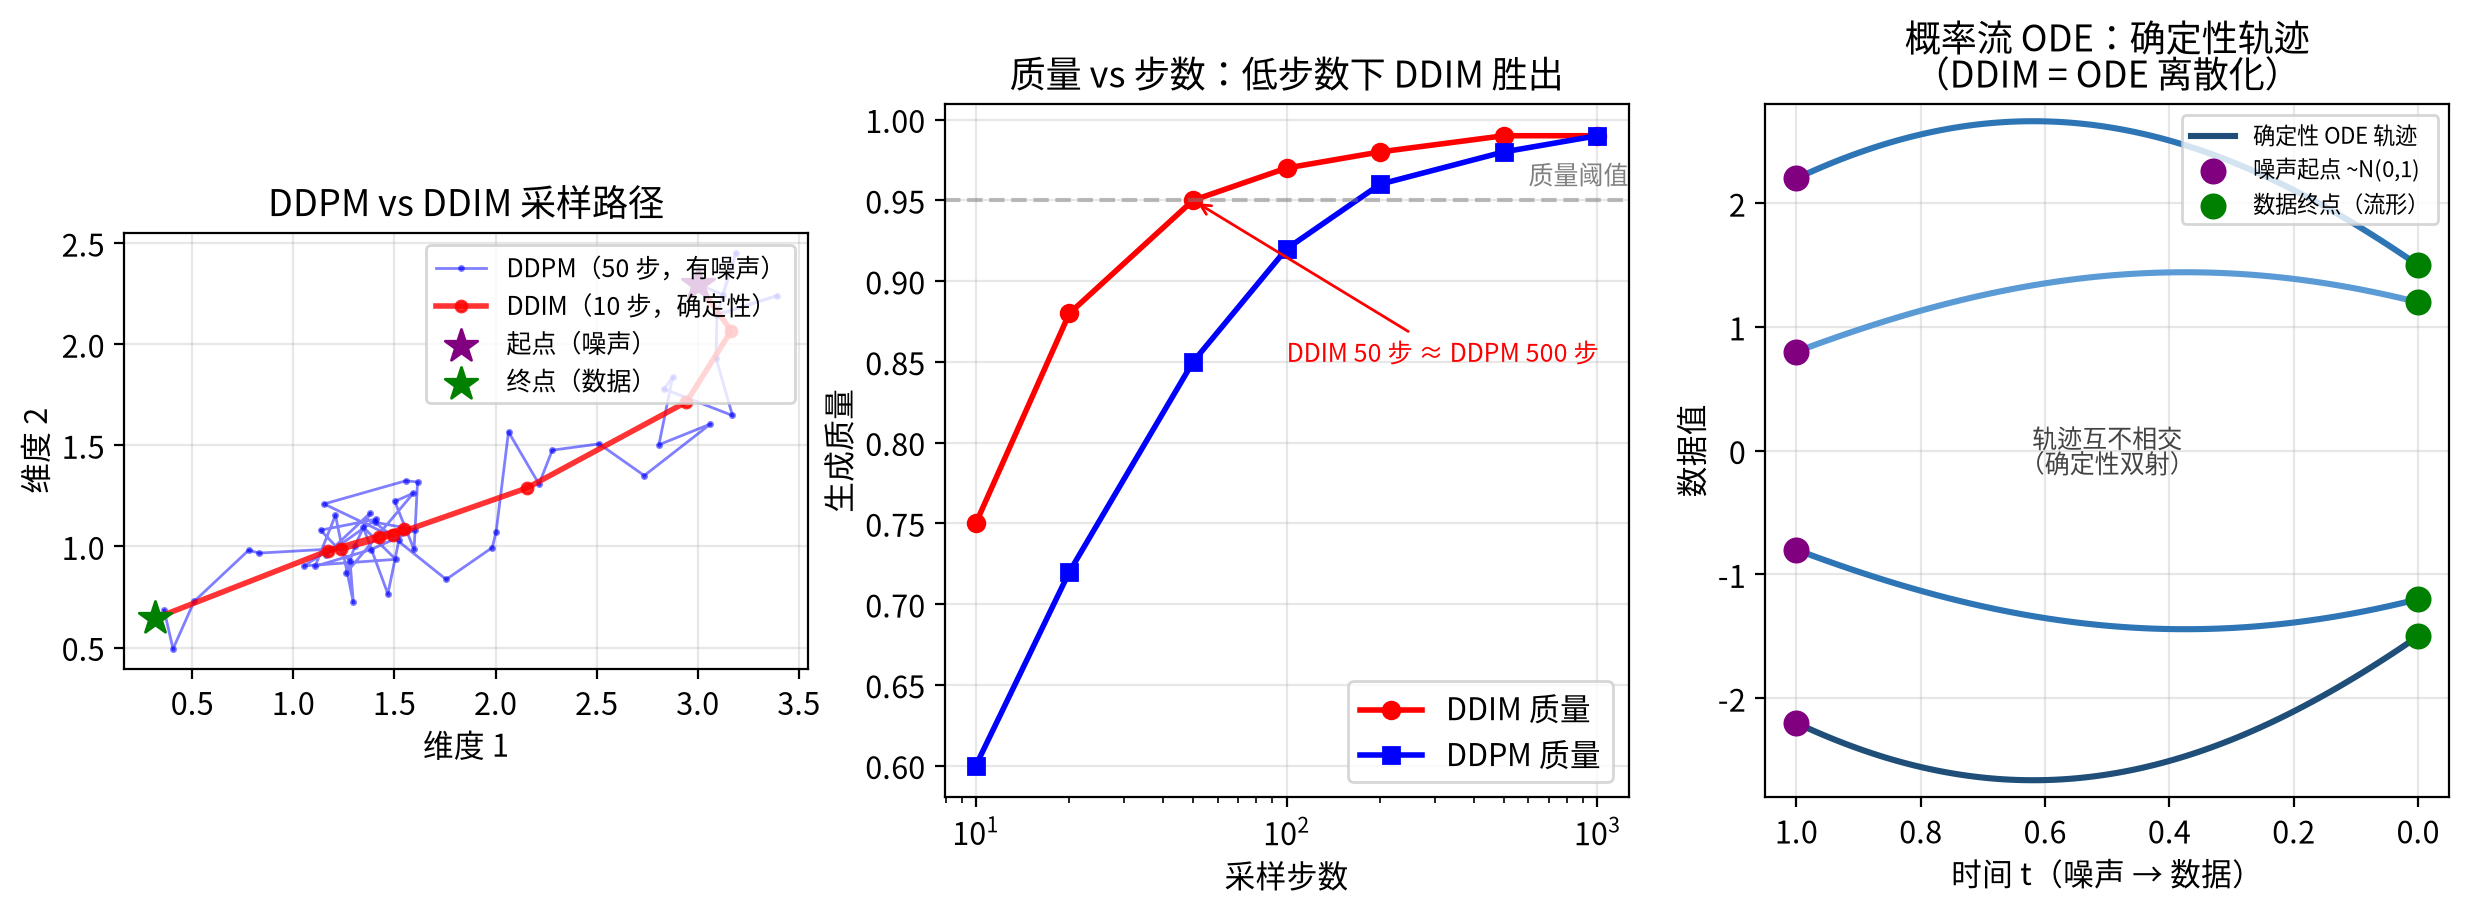 DDPM vs DDIM 采样路径
2.5
2.0
1.5
1.0
0.5
维度 2
DDPM（50 步，有噪声）
DDIM（10 步，确定性）
起点（噪声）
终点（数据）
0.5 1.0 1.5 2.0 2.5 3.0 3.5
维度 1
质量 vs 步数：低步数下 DDIM 胜出
1.00
0.95
0.90
0.85
0.80
0.75
0.70
0.65
0.60
生成质量
质量阈值
DDIM 50 步 ≈ DDPM 500 步
DDIM 质量
DDPM 质量
10¹ 10² 10³
采样步数
概率流 ODE：确定性轨迹
（DDIM = ODE 离散化）
2
1
0
-1
-2
数据值
确定性 ODE 轨迹
噪声起点 ~N(0,1)
数据终点（流形）
轨迹互不相交
（确定性双射）
1.0 0.8 0.6 0.4 0.2 0.0
时间 t（噪声 → 数据）